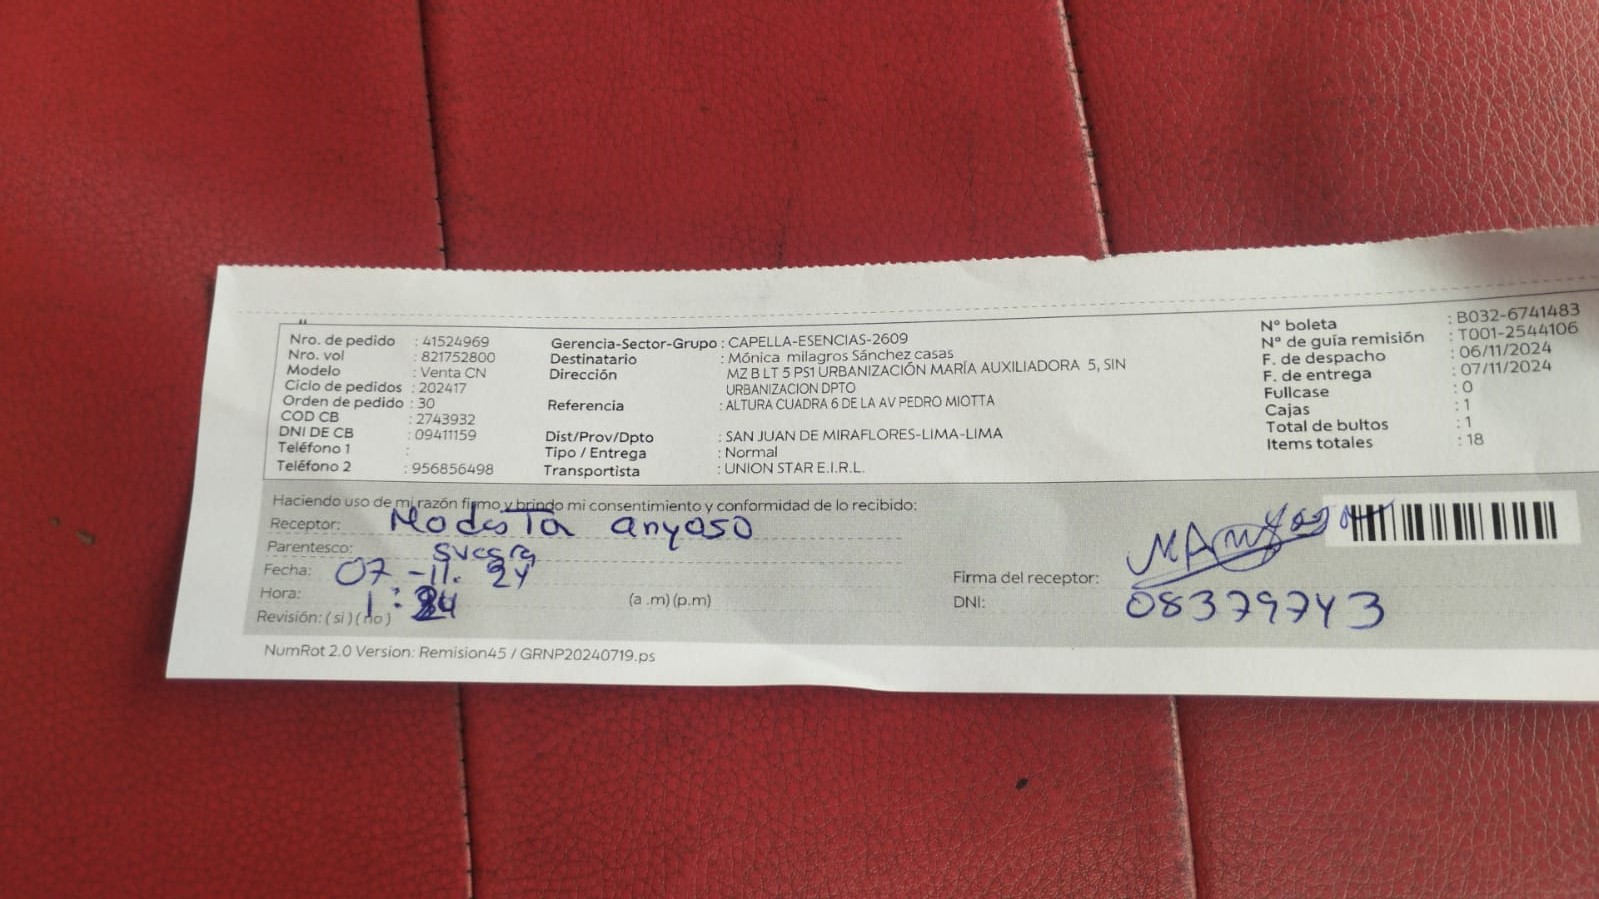 Nro. de pedido : 41524969
Nro. vol : 821752800
Modelo : Venta CN
Ciclo de pedidos : 202417
Orden de pedido : 30
COD CB : 2743932
DNI DE CB : 09411159
Teléfono 1 :
Teléfono 2 : 956856498
Gerencia-Sector-Grupo : CAPELLA-ESENCIAS-2609
Destinatario : Mónica milagros Sánchez casas
Dirección : MZ B LT 5 PS1 URBANIZACIÓN MARÍA AUXILIADORA 5, SIN
URBANIZACION DPTO
Referencia : ALTURA CUADRA 6 DE LA AV PEDRO MIOTTA
Dist/Prov/Dpto : SAN JUAN DE MIRAFLORES-LIMA-LIMA
Tipo / Entrega : Normal
Transportista : UNION STAR E.I.R.L.
N° boleta : B032-6741483
N° de guía remisión : T001-2544106
F. de despacho : 06/11/2024
F. de entrega : 07/11/2024
Fullcase : 0
Cajas : 1
Total de bultos : 1
Items totales : 18
Haciendo uso de mi razón firmo y brindo mi consentimiento y conformidad de lo recibido:
Receptor: Modesta anyoso
Parentesco: suegra
Fecha: 07-11. 24
Hora: 1: (a .m) (p.m)
Revisión: ( si ) ( no )
Firma del receptor:
DNI: 08379743
NumRot 2.0 Version: Remision45 / GRNP20240719.ps